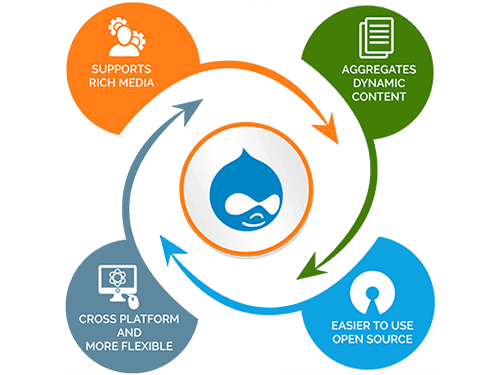 SUPPORTS
RICH MEDIA
AGGREGATES
DYNAMIC
CONTENT
CROSS PLATFORM
AND
MORE FLEXIBLE
EASIER TO USE
OPEN SOURCE